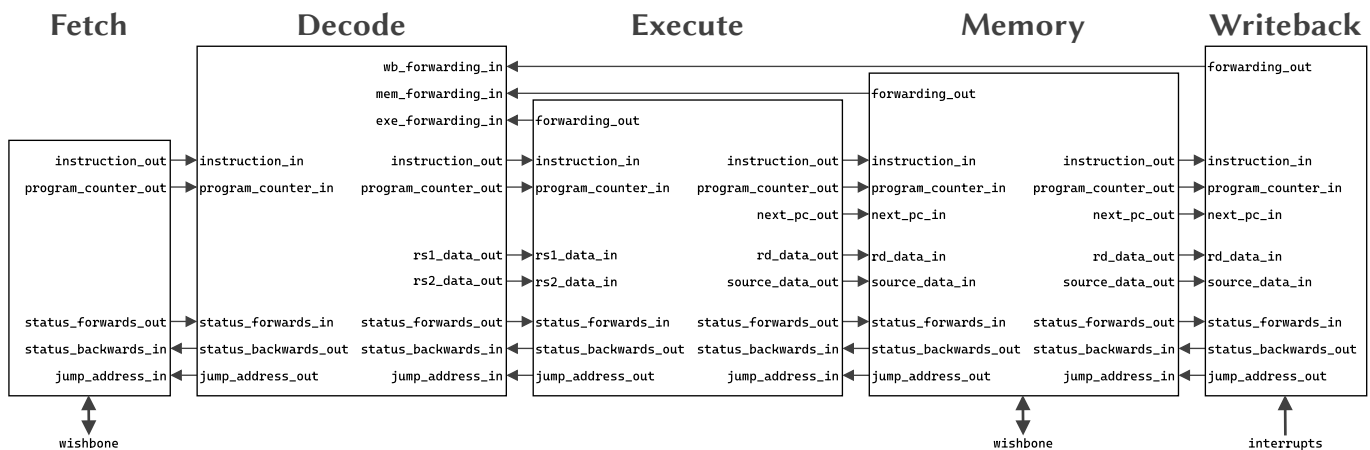 Fetch Decode Execute Memory Writeback
wb_forwarding_in forwarding_out
mem_forwarding_in forwarding_out
exe_forwarding_in forwarding_out
instruction_out instruction_in instruction_out instruction_in instruction_out instruction_in instruction_out instruction_in
program_counter_out program_counter_in program_counter_out program_counter_in program_counter_out program_counter_in program_counter_out program_counter_in
next_pc_out next_pc_in next_pc_out next_pc_in
rs1_data_out rs1_data_in rd_data_out rd_data_in rd_data_out rd_data_in
rs2_data_out rs2_data_in source_data_out source_data_in source_data_out source_data_in
status_forwards_out status_forwards_in status_forwards_out status_forwards_in status_forwards_out status_forwards_in status_forwards_out status_forwards_in
status_backwards_in status_backwards_out status_backwards_in status_backwards_out status_backwards_in status_backwards_out status_backwards_in status_backwards_out
jump_address_in jump_address_out jump_address_in jump_address_out jump_address_in jump_address_out jump_address_in jump_address_out
wishbone wishbone interrupts